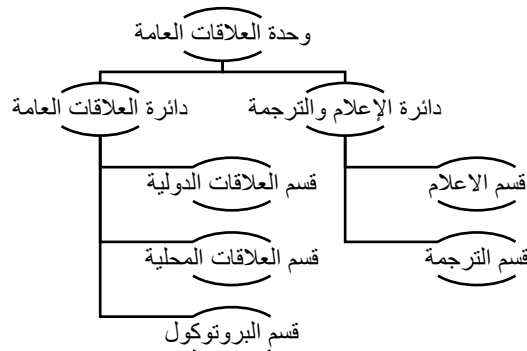 وحدة العلاقات العامة
دائرة الإعلام والترجمة
دائرة العلاقات العامة
قسم الاعلام
قسم العلاقات الدولية
قسم الترجمة
قسم العلاقات المحلية
قسم البروتوكول